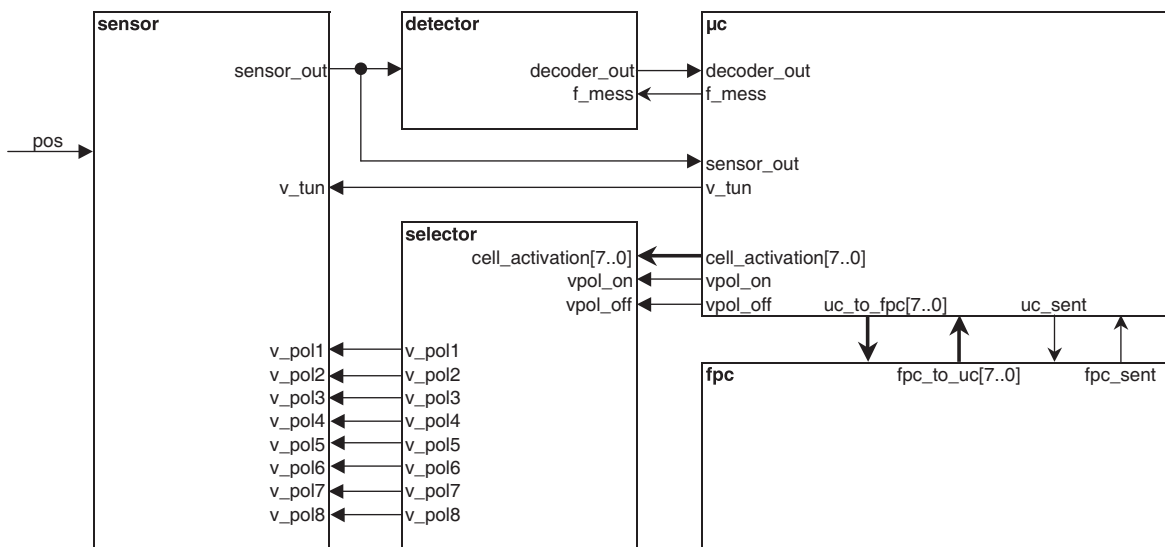 sensor
detector
µc
sensor_out
decoder_out
decoder_out
f_mess
f_mess
pos
sensor_out
v_tun
v_tun
selector
cell_activation[7..0]
cell_activation[7..0]
vpol_on
vpol_on
vpol_off
vpol_off
uc_to_fpc[7..0]
uc_sent
v_pol1
v_pol1
fpc
v_pol2
v_pol2
fpc_to_uc[7..0]
fpc_sent
v_pol3
v_pol3
v_pol4
v_pol4
v_pol5
v_pol5
v_pol6
v_pol6
v_pol7
v_pol7
v_pol8
v_pol8